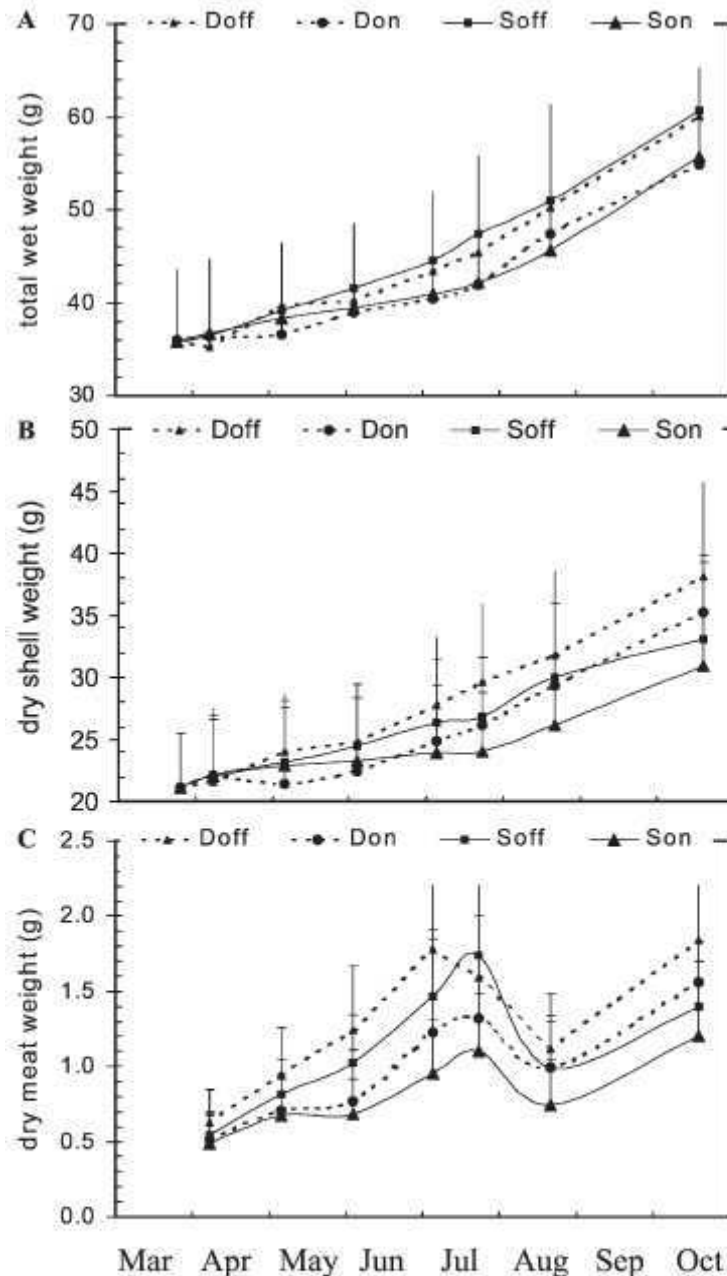 A
Doff Don Soff Son
total wet weight (g)
70
60
50
40
30
B
Doff Don Soff Son
dry shell weight (g)
50
45
40
35
30
25
20
C
Doff Don Soff Son
dry meat weight (g)
2.5
2.0
1.5
1.0
0.5
0.0
Mar Apr May Jun Jul Aug Sep Oct